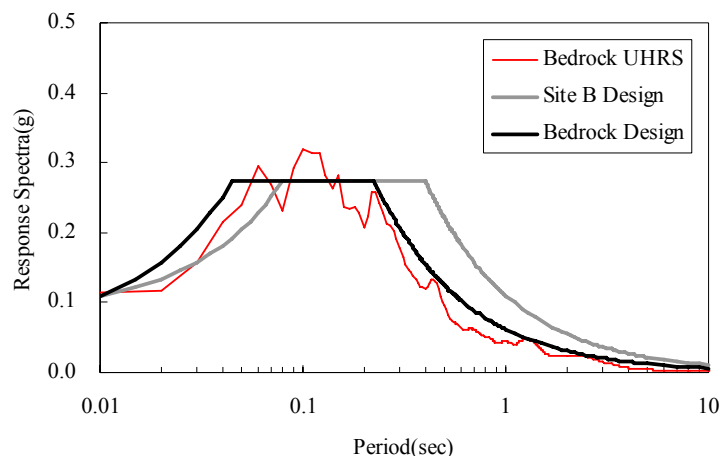 0.5
0.4
0.3
0.2
0.1
0.0
Response Spectra(g)
Bedrock UHRS
Site B Design
Bedrock Design
0.01
0.1
1
10
Period(sec)